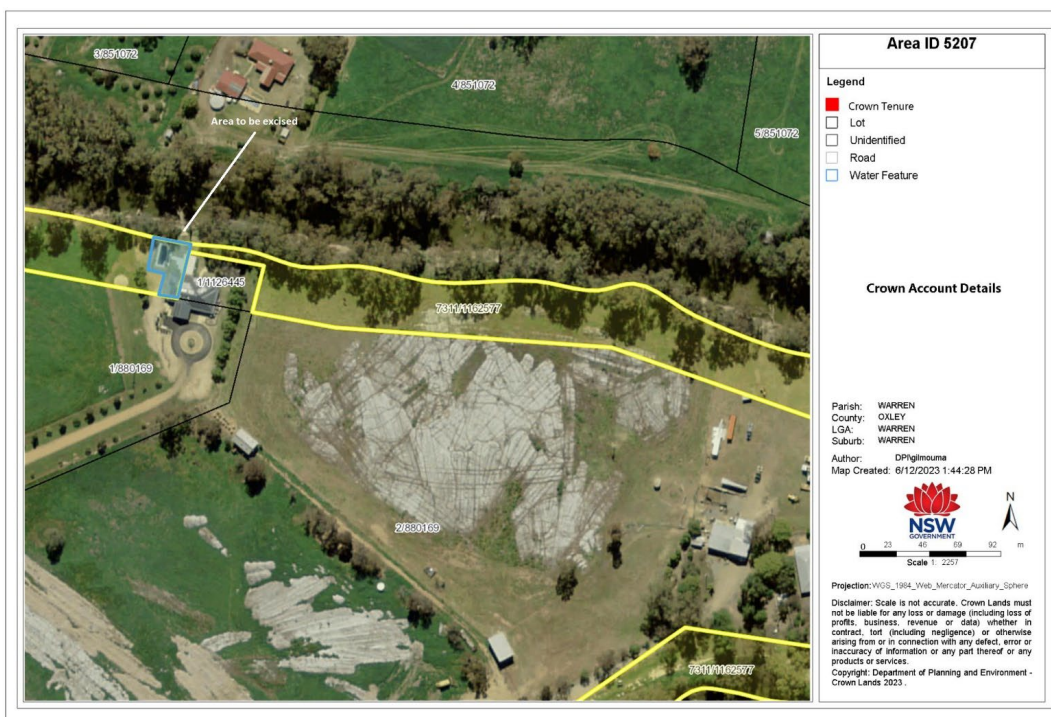 3/851072
4/851072
5/851072
Area to be excised
1/1126445
7311/1162577
1/880169
2/880169
7311/1162577
Area ID 5207
Legend
Crown Tenure
Lot
Unidentified
Road
Water Feature
Crown Account Details
Parish: WARREN
County: OXLEY
LGA: WARREN
Suburb: WARREN
Author: DPI\gilmouma
Map Created: 6/12/2023 1:44:28 PM
NSW
GOVERNMENT
N
0 23 46 69 92 m
Scale 1: 2257
Projection: WGS_1984_Web_Mercator_Auxiliary_Sphere
Disclaimer: Scale is not accurate. Crown Lands must
not be liable for any loss or damage (including loss of
profits, business, revenue or data) whether in
contract, tort (including negligence) or otherwise
arising from or in connection with any defect, error or
inaccuracy of information or any part thereof or any
products or services.
Copyright: Department of Planning and Environment -
Crown Lands 2023 .